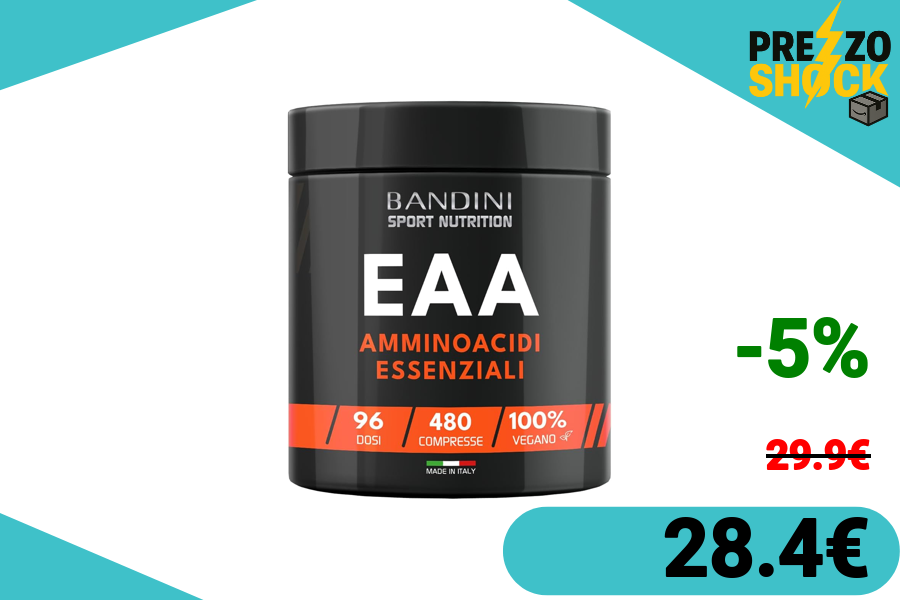 PREZZO
SHOCK
BANDINI
SPORT NUTRITION
EAA
AMMINOACIDI
ESSENZIALI
96 480 100%
DOSI COMPRESSE VEGANO
MADE IN ITALY
-5%
29.9€
28.4€